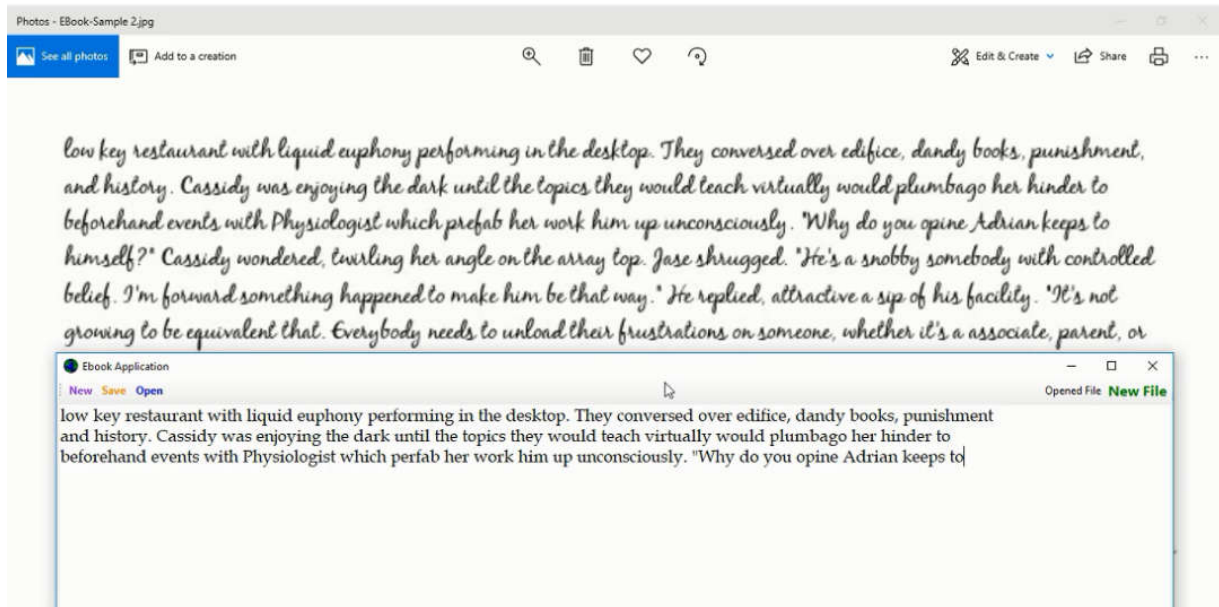 Photos - EBook-Sample 2.jpg
See all photos Add to a creation Edit & Create Share
low key restaurant with liquid euphony performing in the desktop. They conversed over edifice, dandy books, punishment,
and history. Cassidy was enjoying the dark until the topics they would teach virtually would plumbago her hinder to
beforehand events with Physiologist which prefab her work him up unconsciously. "Why do you opine Adrian keeps to
himself?" Cassidy wondered, twirling her angle on the array top. Jase shrugged. "He's a snobby somebody with controlled
belief. I'm forward something happened to make him be that way." He replied, attractive a sip of his facility. "It's not
growing to be equivalent that. Everybody needs to unload their frustrations on someone, whether it's a associate, parent, or
Ebook Application
New Save Open Opened File New File
low key restaurant with liquid euphony performing in the desktop. They conversed over edifice, dandy books, punishment
and history. Cassidy was enjoying the dark until the topics they would teach virtually would plumbago her hinder to
beforehand events with Physiologist which perfab her work him up unconsciously. "Why do you opine Adrian keeps to